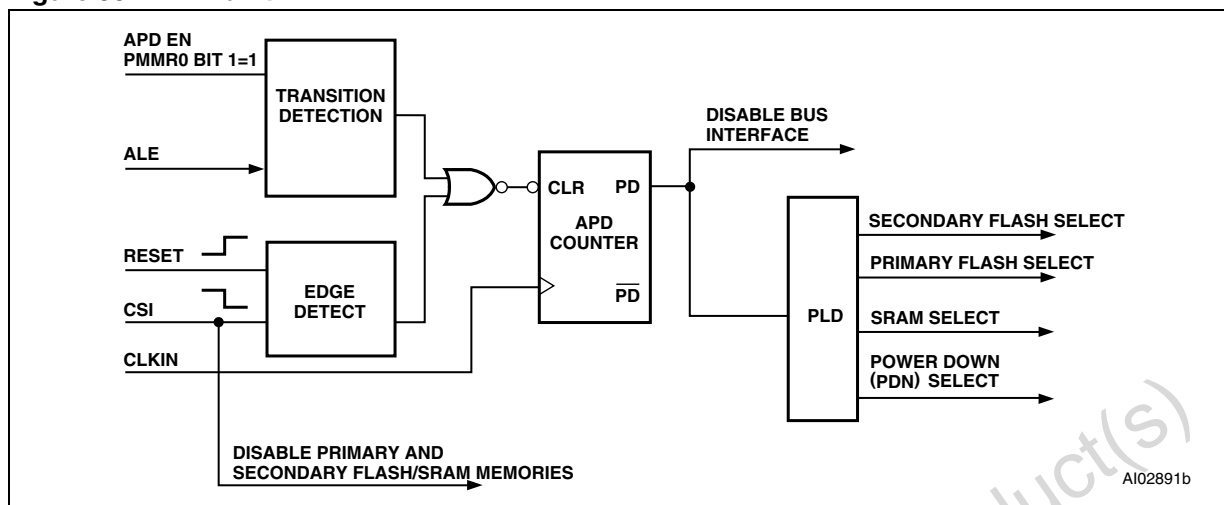 APD EN
PMMR0 BIT 1=1
TRANSITION
DETECTION
ALE
RESET
CSI
CLKIN
EDGE
DETECT
DISABLE PRIMARY AND
SECONDARY FLASH/SRAM MEMORIES
CLR PD
APD
COUNTER
PD
DISABLE BUS
INTERFACE
PLD
SECONDARY FLASH SELECT
PRIMARY FLASH SELECT
SRAM SELECT
POWER DOWN
(PDN) SELECT
AI02891b